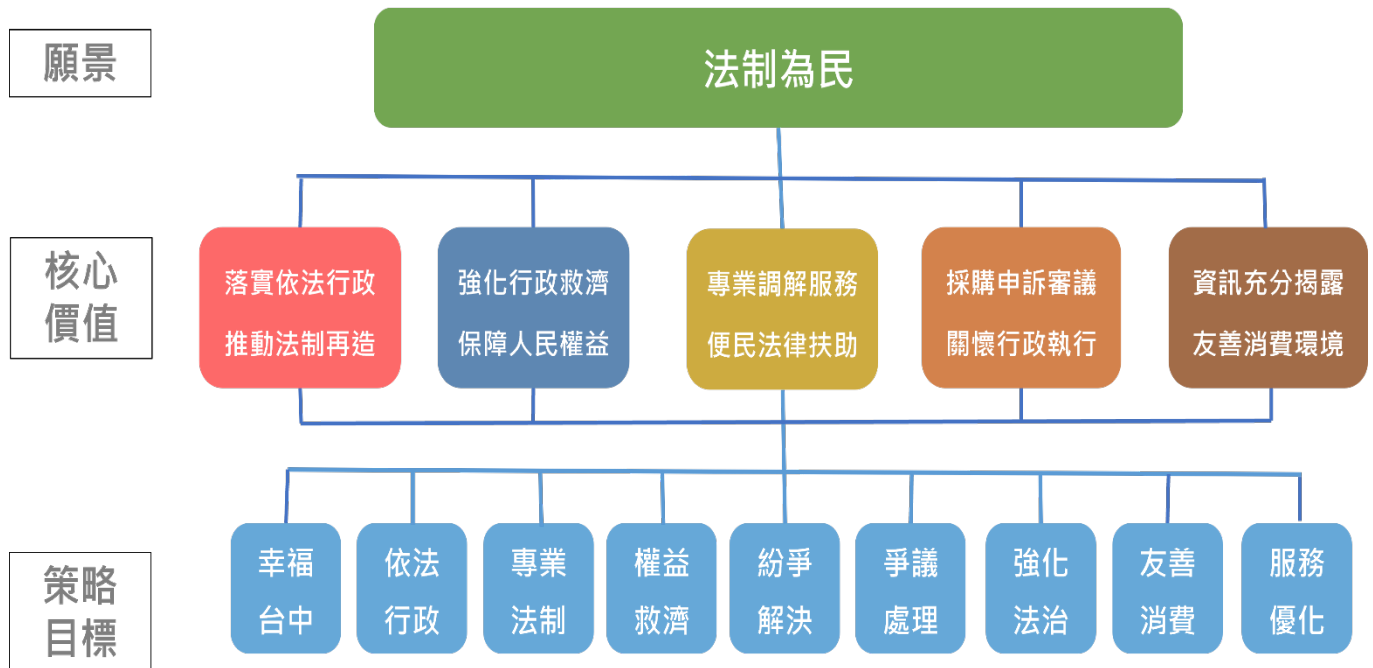 願景
法制為民
核心
價值
落實依法行政
推動法制再造
強化行政救濟
保障人民權益
專業調解服務
便民法律扶助
採購申訴審議
關懷行政執行
資訊充分揭露
友善消費環境
策略
目標
幸福
台中
依法
行政
專業
法制
權益
救濟
紛爭
解決
爭議
處理
強化
法治
友善
消費
服務
優化